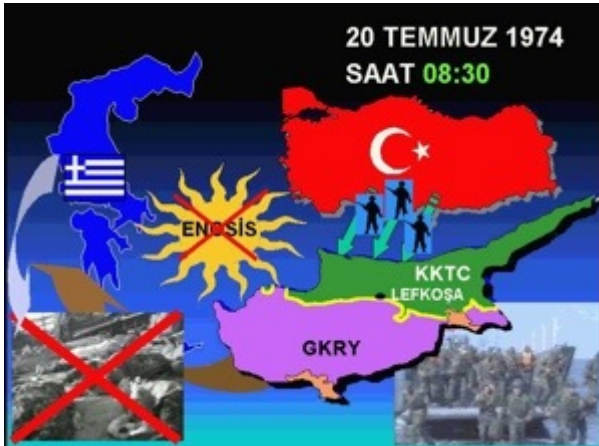 20 TEMMUZ 1974
SAAT 08:30
ENOSİS
KKTC
LEFKOŞA
GKRY